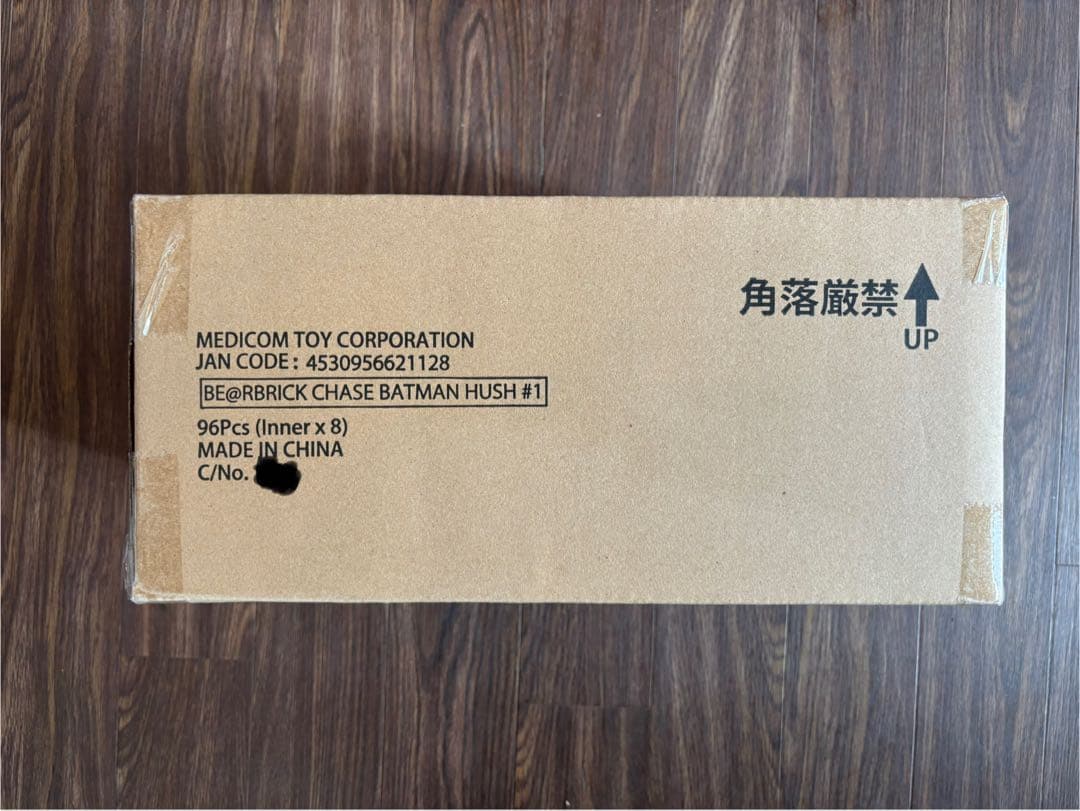 角落厳禁
UP
MEDICOM TOY CORPORATION
JAN CODE: 4530956621128
BE@RBRICK CHASE BATMAN HUSH #1
96Pcs (Inner x 8)
MADE IN CHINA
C/No.